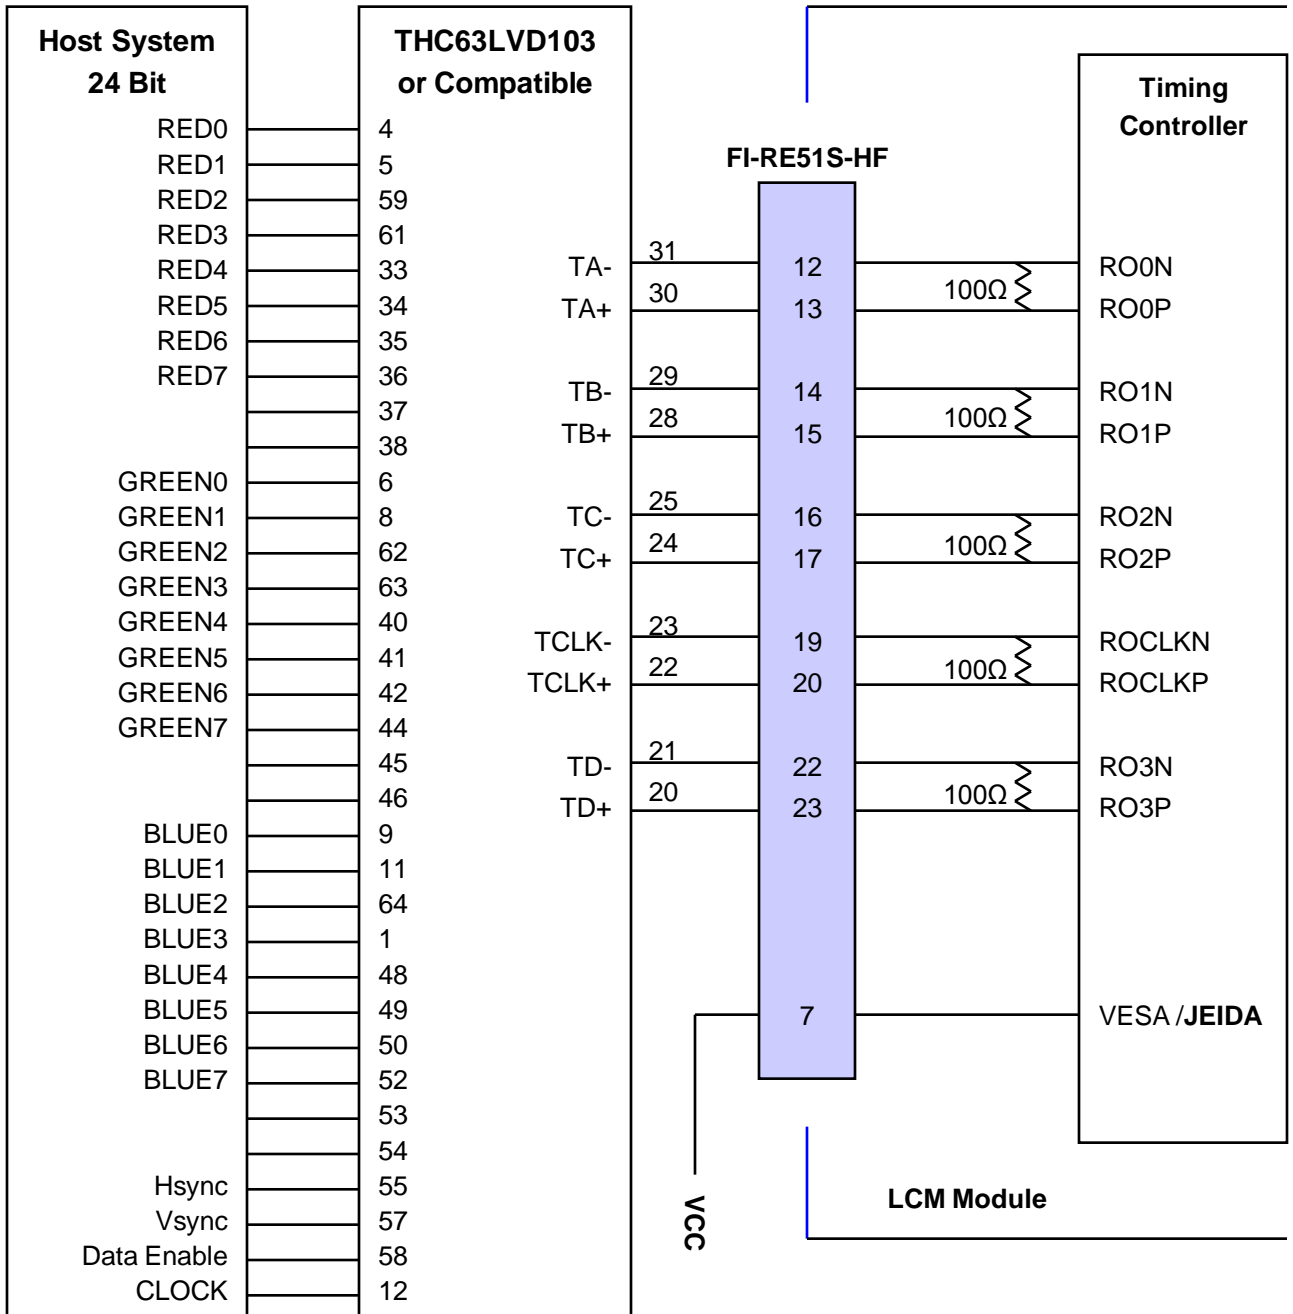 Host System
24 Bit
THC63LVD103
or Compatible
Timing
Controller
FI-RE51S-HF
RED0 4
RED1 5
RED2 59
RED3 61
RED4 33
RED5 34
RED6 35
RED7 36
37
38
GREEN0 6
GREEN1 8
GREEN2 62
GREEN3 63
GREEN4 40
GREEN5 41
GREEN6 42
GREEN7 44
45
46
BLUE0 9
BLUE1 11
BLUE2 64
BLUE3 1
BLUE4 48
BLUE5 49
BLUE6 50
BLUE7 52
53
54
Hsync 55
Vsync 57
Data Enable 58
CLOCK 12
TA- 31 12 RO0N
100Ω
TA+ 30 13 RO0P
TB- 29 14 RO1N
100Ω
TB+ 28 15 RO1P
TC- 25 16 RO2N
100Ω
TC+ 24 17 RO2P
TCLK- 23 19 ROCLKN
100Ω
TCLK+ 22 20 ROCLKP
TD- 21 22 RO3N
100Ω
TD+ 20 23 RO3P
7 VESA /JEIDA
VCC
LCM Module